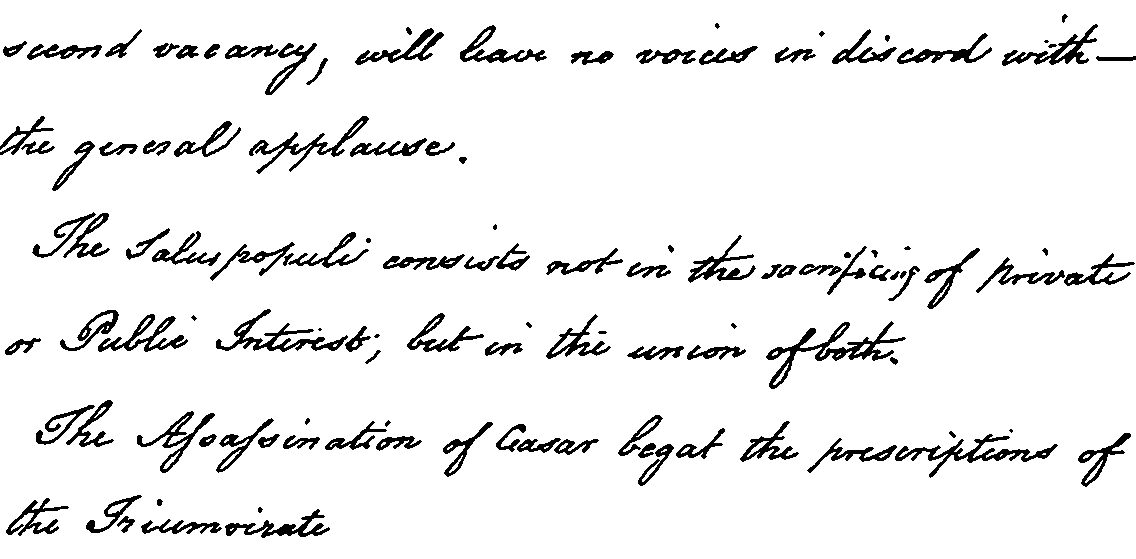 second vacancy, will leave no voices in discord with—
the general applause.
The Salus populi consists not in the sacrificing of private
or Public Interest; but in the union of both.
The Assassination of Ceasar begat the prescriptions of
the Triumvirate